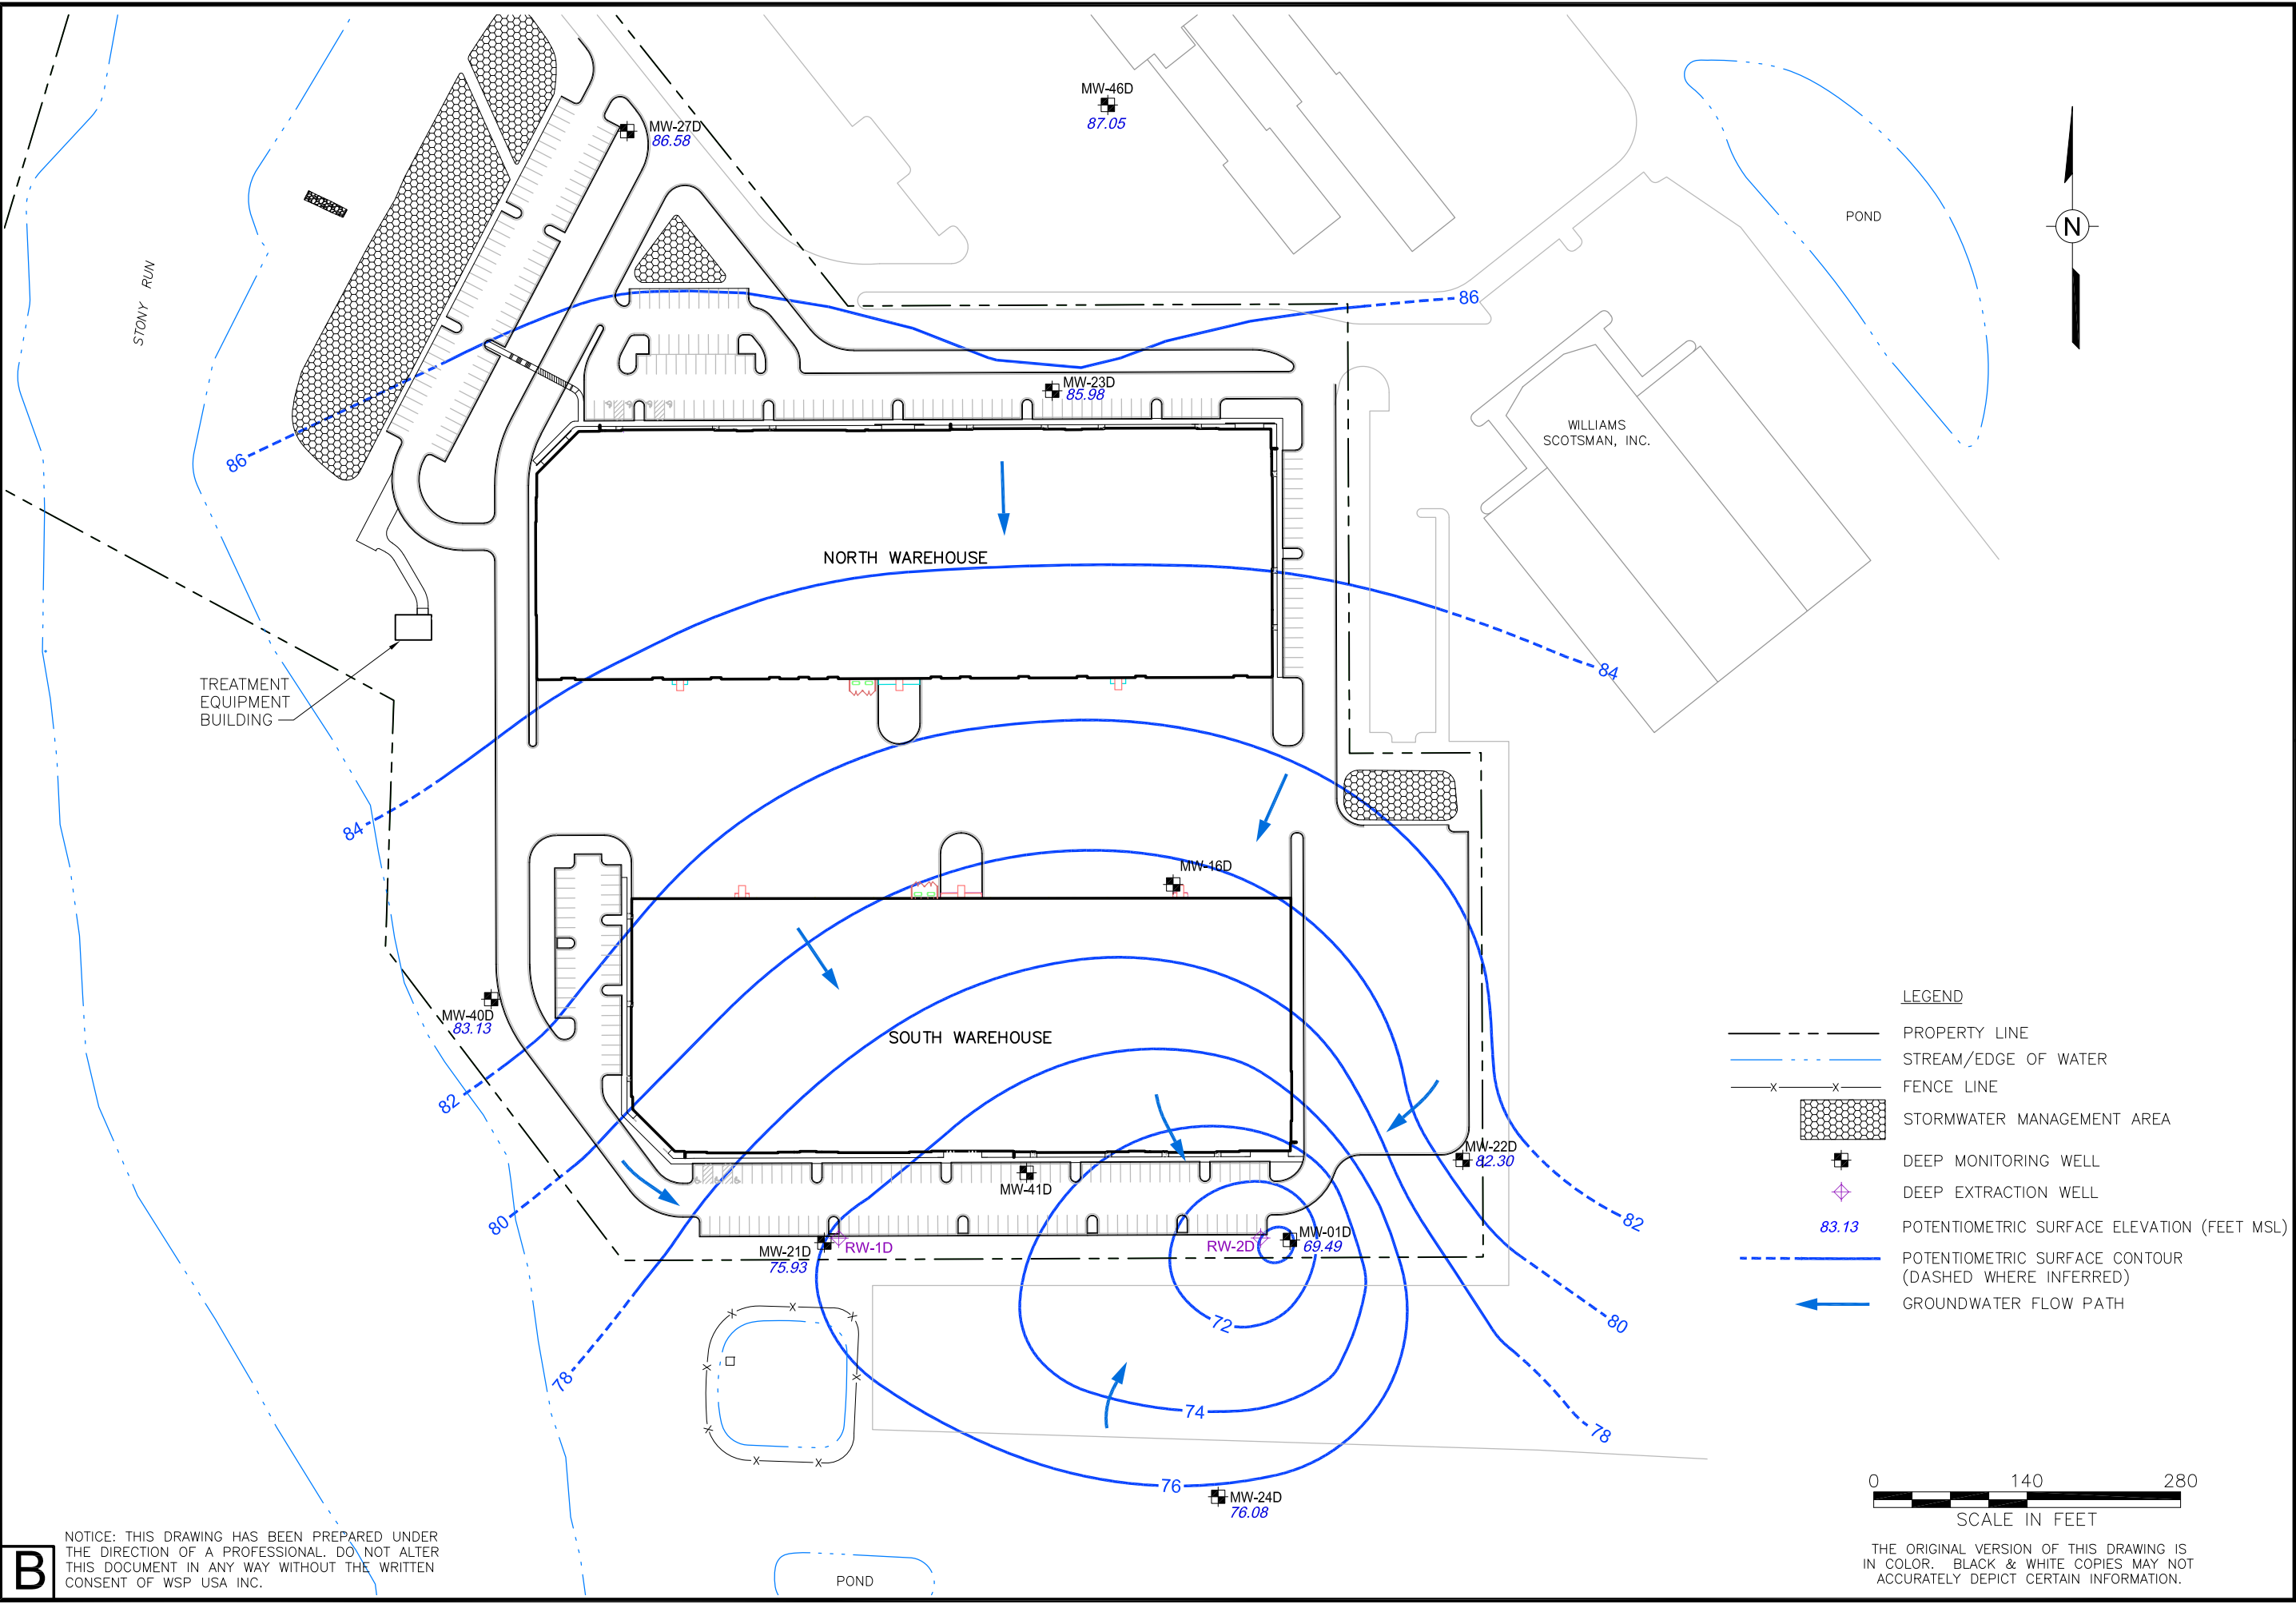 MW-46D
87.05
MW-27D
86.58
POND
N
STONY RUN
86
86
MW-23D
85.98
WILLIAMS
SCOTSMAN, INC.
NORTH WAREHOUSE
84
TREATMENT
EQUIPMENT
BUILDING
84
MW-16D
MW-40D
83.13
SOUTH WAREHOUSE
82
MW-22D
82.30
MW-41D
80
82
MW-21D
75.93
RW-1D
RW-2D
MW-01D
69.49
72
80
78
74
78
76
MW-24D
76.08
POND
LEGEND
PROPERTY LINE
STREAM/EDGE OF WATER
X X FENCE LINE
STORMWATER MANAGEMENT AREA
DEEP MONITORING WELL
DEEP EXTRACTION WELL
83.13 POTENTIOMETRIC SURFACE ELEVATION (FEET MSL)
POTENTIOMETRIC SURFACE CONTOUR
(DASHED WHERE INFERRED)
GROUNDWATER FLOW PATH
0 140 280
SCALE IN FEET
THE ORIGINAL VERSION OF THIS DRAWING IS
IN COLOR. BLACK & WHITE COPIES MAY NOT
ACCURATELY DEPICT CERTAIN INFORMATION.
B
NOTICE: THIS DRAWING HAS BEEN PREPARED UNDER
THE DIRECTION OF A PROFESSIONAL. DO NOT ALTER
THIS DOCUMENT IN ANY WAY WITHOUT THE WRITTEN
CONSENT OF WSP USA INC.